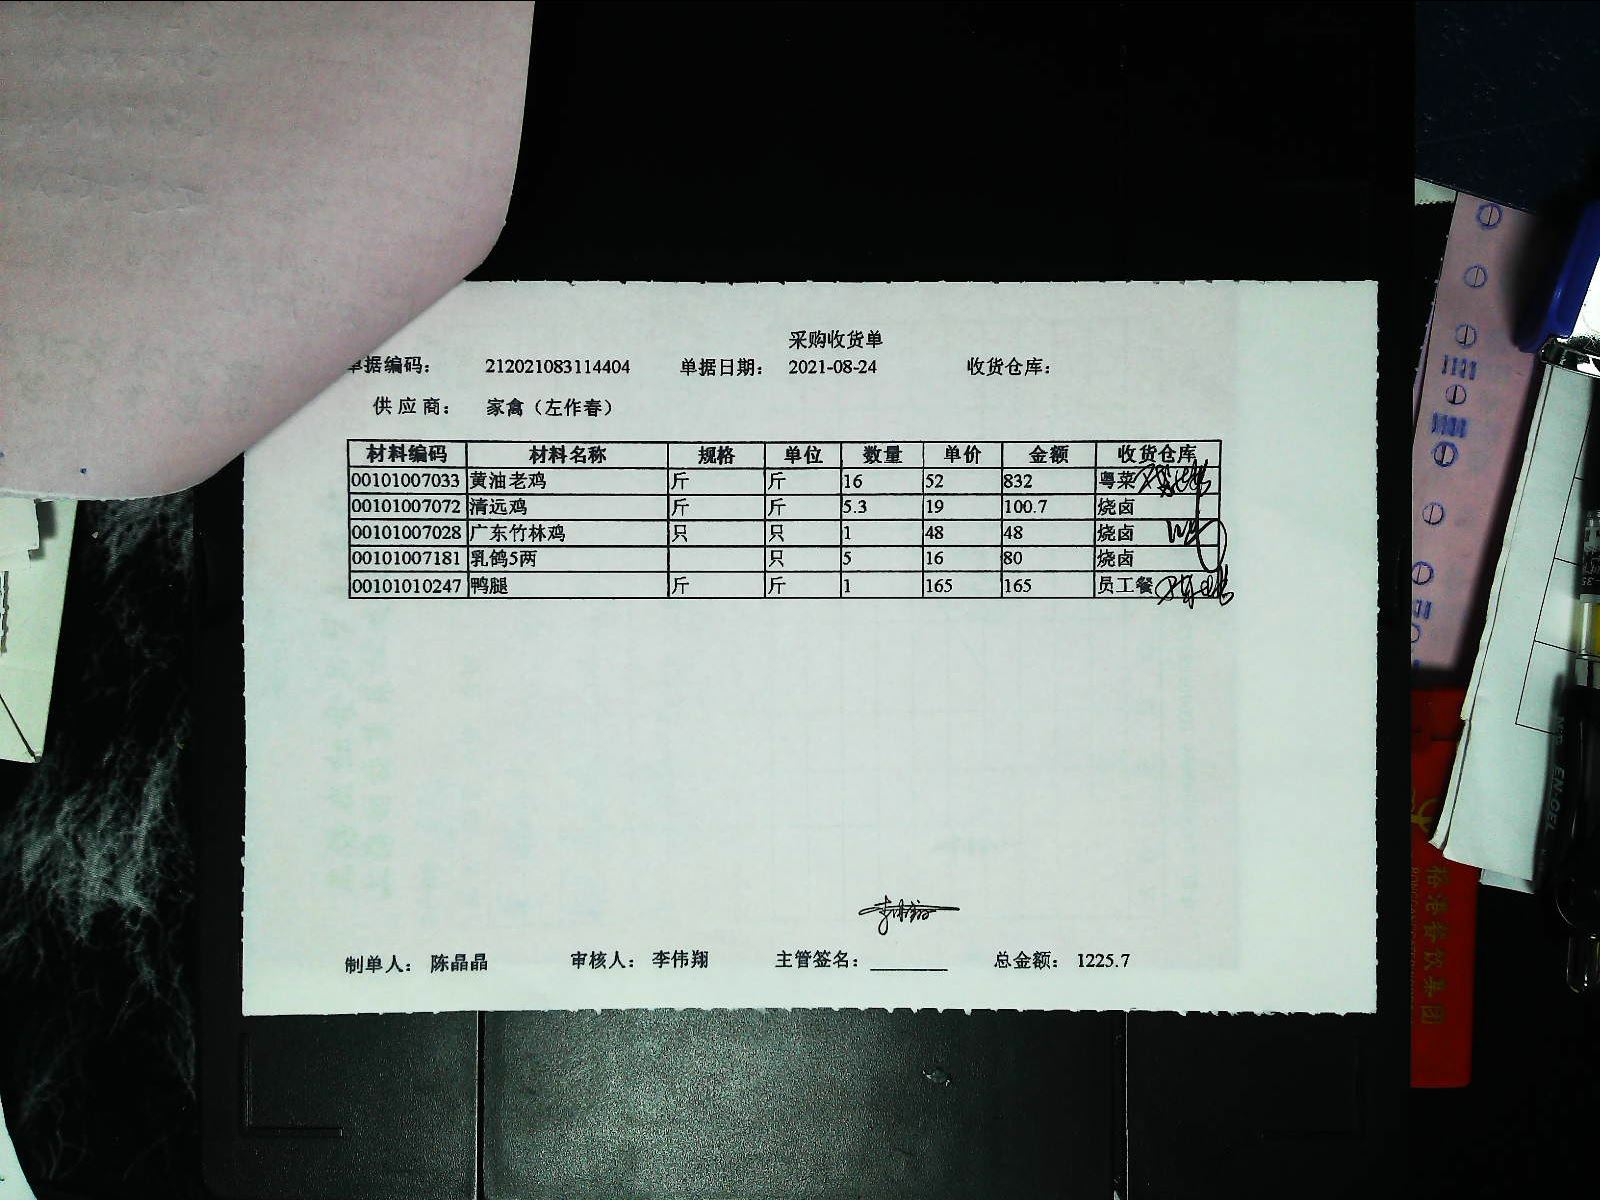 采购收货单
单据编码： 212021083114404 单据日期： 2021-08-24 收货仓库：
供应商： 家禽（左作春）
材料编码 材料名称 规格 单位 数量 单价 金额 收货仓库
00101007033 黄油老鸡 斤 斤 16 52 832 粤菜
00101007072 清远鸡 斤 斤 5.3 19 100.7 烧卤
00101007028 广东竹林鸡 只 只 1 48 48 烧卤
00101007181 乳鸽5两 只 5 16 80 烧卤
00101010247 鸭腿 斤 斤 1 165 165 员工餐
制单人： 陈晶晶 审核人： 李伟翔 主管签名： 总金额： 1225.7
裕港餐饮集团